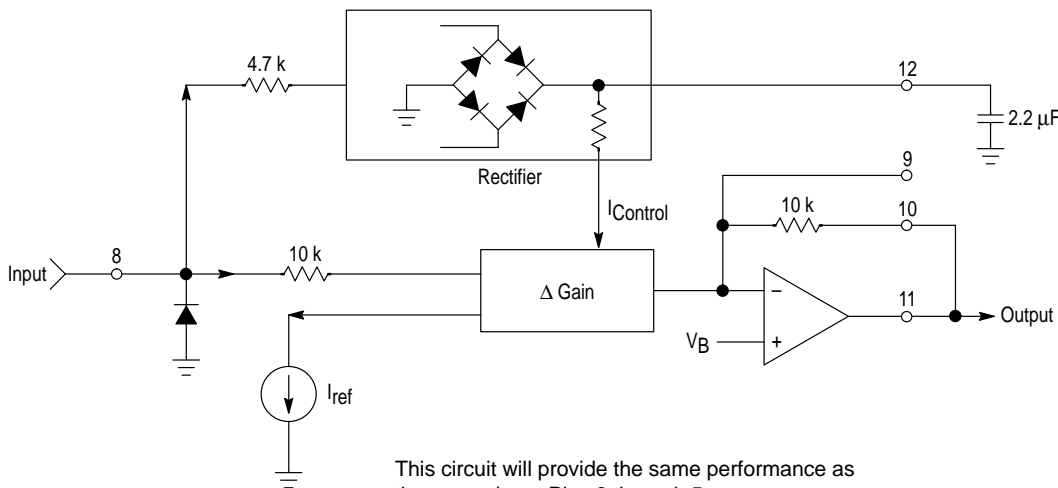 4.7 k
12
2.2 µF
Rectifier
9
I Control
10 k
10
8
10 k
Input
Δ Gain
−
11
Output
VB
+
Iref
This circuit will provide the same performance as